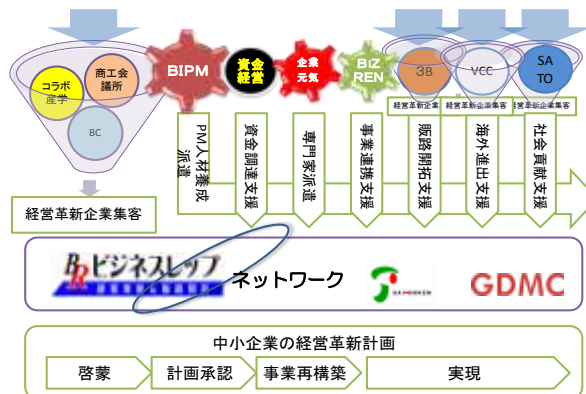 コラボ
産学
商工会
議所
BC
BIPM
資金
経営
企業
元気
BiZ
REN
3B
VCC
SA
TO
経営革新企業
経営革新企業集客
経営革新企業集客
経営革新企業集客
PM人材養成
派遣
資金調達支援
専門家派遣
事業連携支援
販路開拓支援
海外進出支援
社会貢献支援
BRビジネスレップ
ネットワーク
GDMC
中小企業の経営革新計画
啓蒙
計画承認
事業再構築
実現